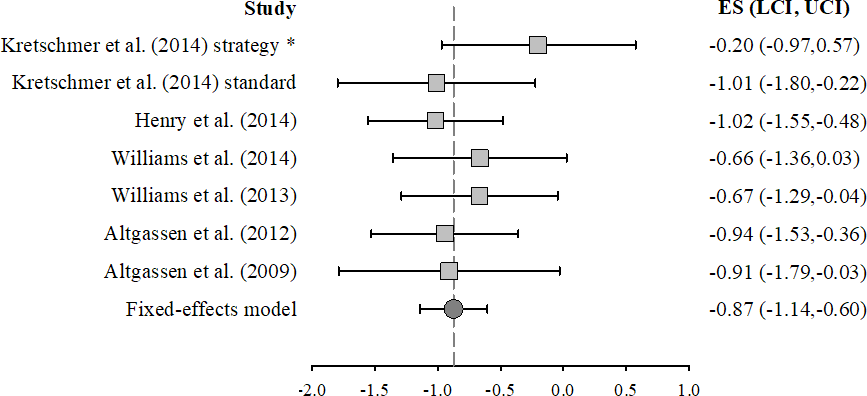 Study ES (LCI, UCI)
Kretschmer et al. (2014) strategy * -0.20 (-0.97,0.57)
Kretschmer et al. (2014) standard -1.01 (-1.80,-0.22)
Henry et al. (2014) -1.02 (-1.55,-0.48)
Williams et al. (2014) -0.66 (-1.36,0.03)
Williams et al. (2013) -0.67 (-1.29,-0.04)
Altgassen et al. (2012) -0.94 (-1.53,-0.36)
Altgassen et al. (2009) -0.91 (-1.79,-0.03)
Fixed-effects model -0.87 (-1.14,-0.60)
-2.0 -1.5 -1.0 -0.5 0.0 0.5 1.0